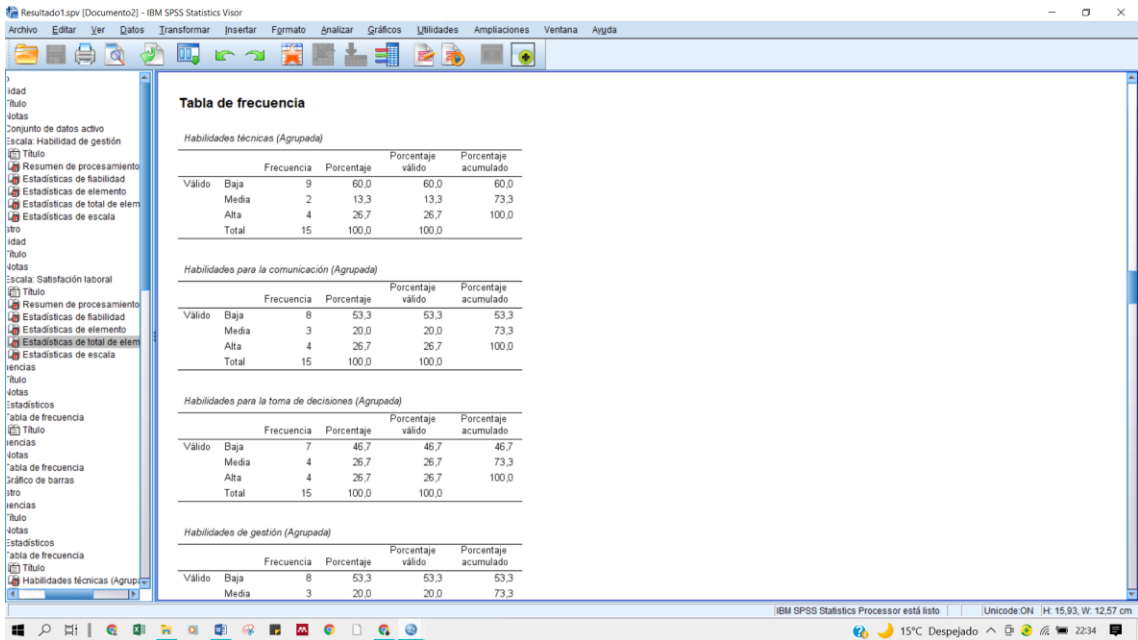 Resultado1.spv [Documento2] - IBM SPSS Statistics Visor
Archivo Editar Ver Datos Transformar Insertar Formato Analizar Gráficos Utilidades Ampliaciones Ventana Ayuda
idad
Título
Notas
Conjunto de datos activo
Escala: Habilidad de gestión
Título
Resumen de procesamiento
Estadísticas de fiabilidad
Estadísticas de elemento
Estadísticas de total de elem
Estadísticas de escala
stro
idad
Título
Notas
Escala: Satisfación laboral
Título
Resumen de procesamiento
Estadísticas de fiabilidad
Estadísticas de elemento
Estadísticas de total de elem
Estadísticas de escala
iencias
Título
Notas
Estadísticos
Tabla de frecuencia
Título
iencias
Notas
Tabla de frecuencia
Gráfico de barras
stro
iencias
Título
Notas
Estadísticos
Tabla de frecuencia
Título
Habilidades técnicas (Agrupa
Tabla de frecuencia
Habilidades técnicas (Agrupada)
Frecuencia Porcentaje Porcentaje válido Porcentaje acumulado
Válido Baja 9 60,0 60,0 60,0
Media 2 13,3 13,3 73,3
Alta 4 26,7 26,7 100,0
Total 15 100,0 100,0
Habilidades para la comunicación (Agrupada)
Frecuencia Porcentaje Porcentaje válido Porcentaje acumulado
Válido Baja 8 53,3 53,3 53,3
Media 3 20,0 20,0 73,3
Alta 4 26,7 26,7 100,0
Total 15 100,0 100,0
Habilidades para la toma de decisiones (Agrupada)
Frecuencia Porcentaje Porcentaje válido Porcentaje acumulado
Válido Baja 7 46,7 46,7 46,7
Media 4 26,7 26,7 73,3
Alta 4 26,7 26,7 100,0
Total 15 100,0 100,0
Habilidades de gestión (Agrupada)
Frecuencia Porcentaje Porcentaje válido Porcentaje acumulado
Válido Baja 8 53,3 53,3 53,3
Media 3 20,0 20,0 73,3
IBM SPSS Statistics Processor está listo Unicode:ON H: 15,93, W: 12,57 cm
15°C Despejado 22:34